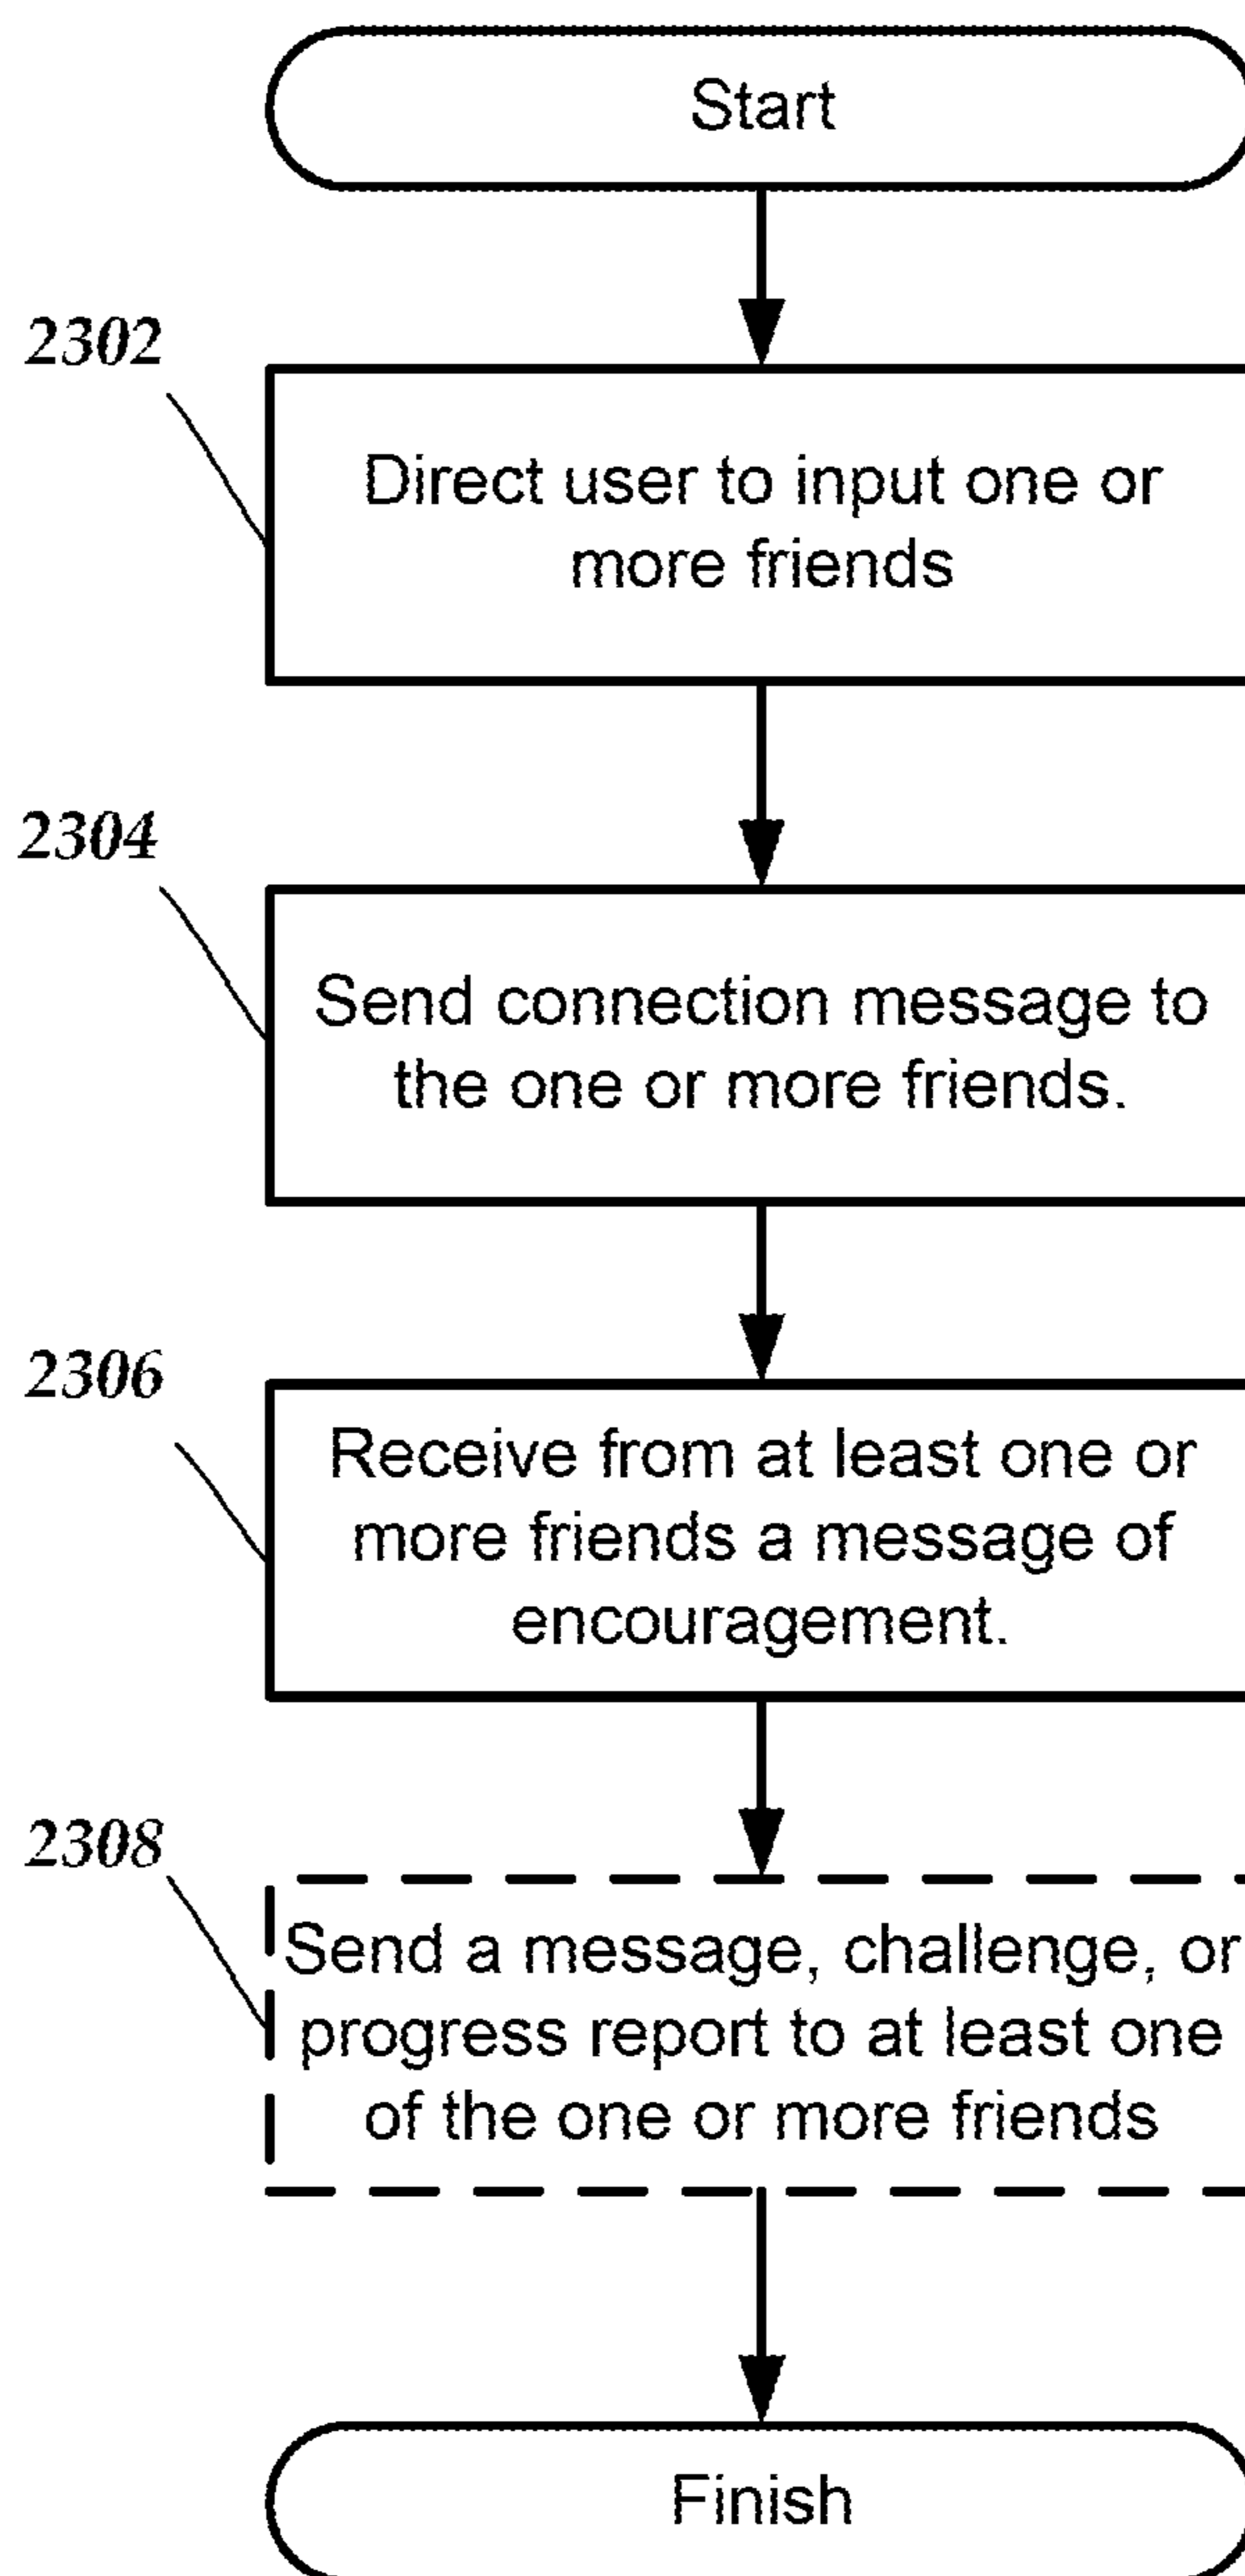 Start
2302
Direct user to input one or
more friends
2304
Send connection message to
the one or more friends.
2306
Receive from at least one or
more friends a message of
encouragement.
2308
Send a message, challenge, or
progress report to at least one
of the one or more friends
Finish